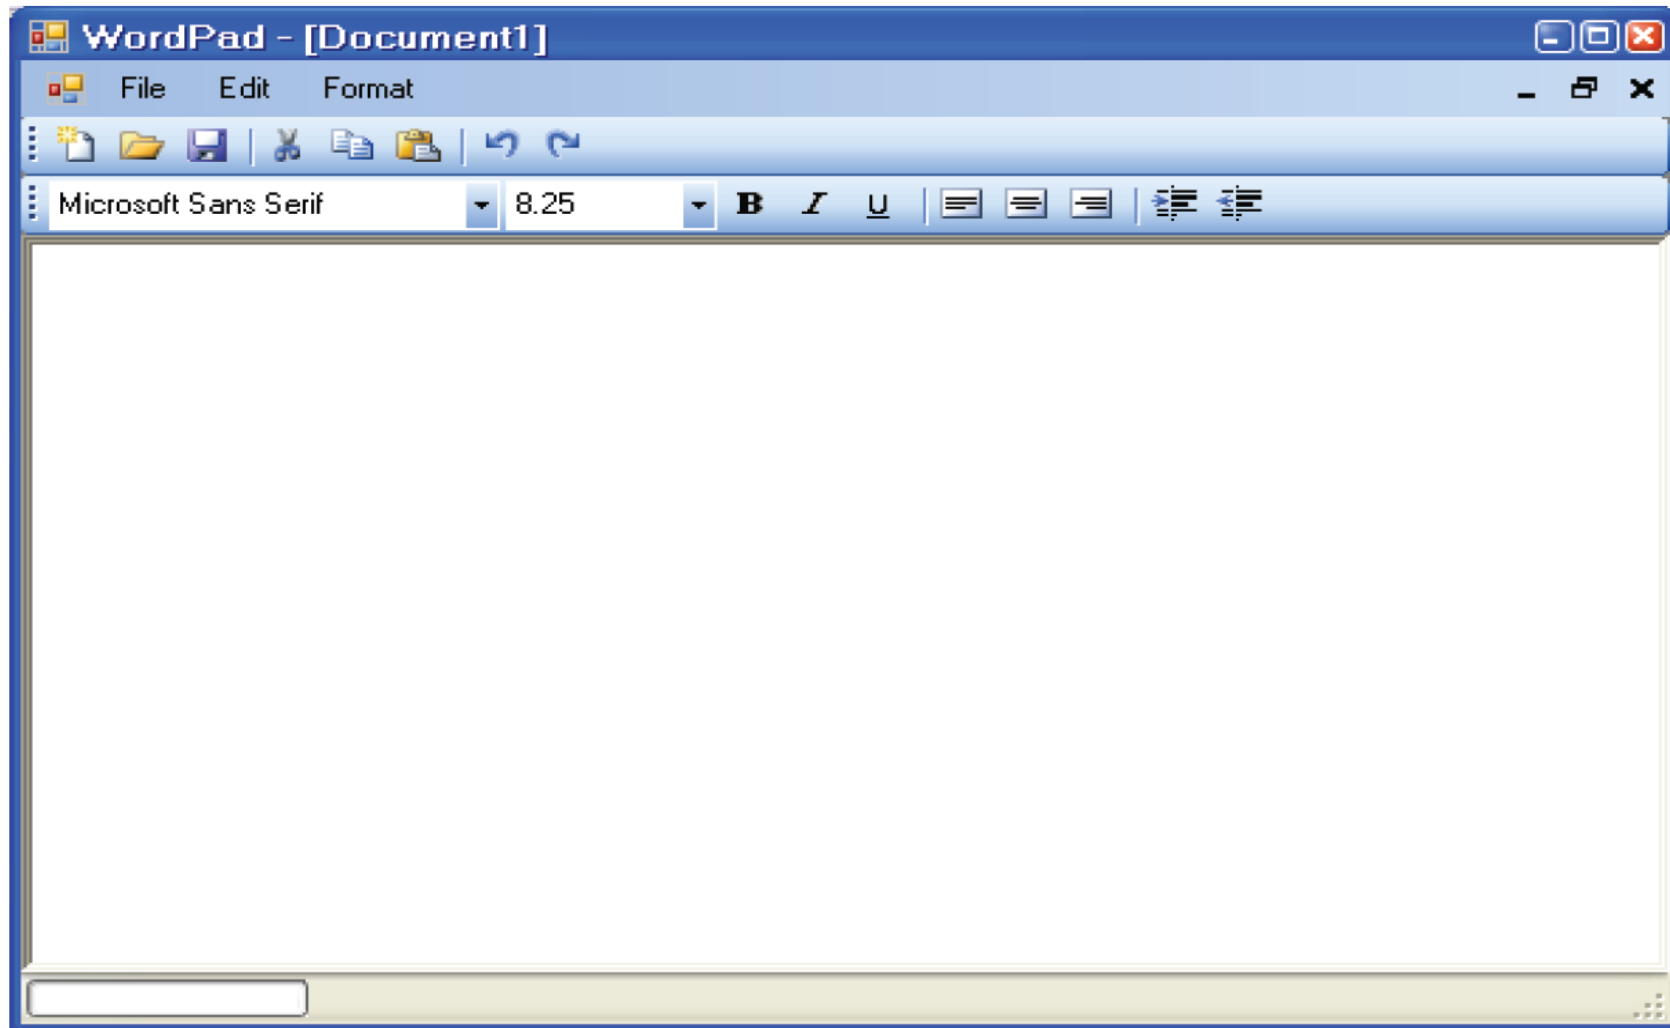 WordPad - [Document1]
File Edit Format
Microsoft Sans Serif 8.25 B I U